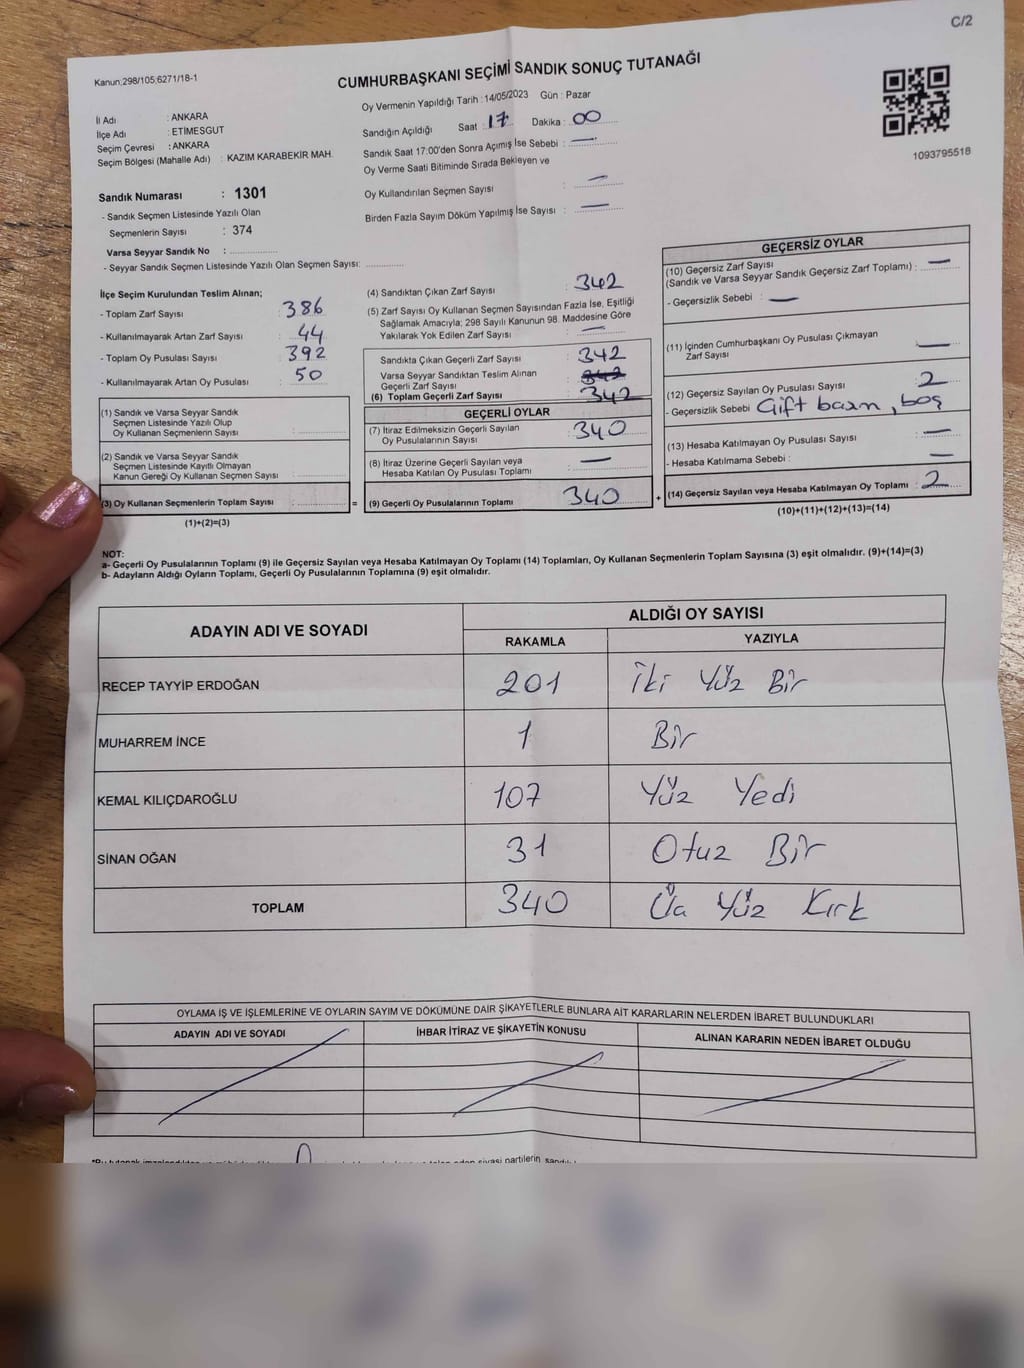 C/2
Kanun;298/105;6271/18-1
CUMHURBAŞKANI SEÇİMİ SANDIK SONUÇ TUTANAĞI
İl Adı : ANKARA
İlçe Adı : ETİMESGUT
Seçim Çevresi : ANKARA
Seçim Bölgesi (Mahalle Adı) : KAZIM KARABEKİR MAH.
Oy Vermenin Yapıldığı Tarih : 14/05/2023 Gün : Pazar
Sandığın Açıldığı Saat : 17 Dakika : 00
Sandık Saat 17:00'den Sonra Açımış İse Sebebi : —
Oy Verme Saati Bitiminde Sırada Bekleyen ve
Oy Kullandırılan Seçmen Sayısı : —
Birden Fazla Sayım Döküm Yapılmış İse Sayısı : —
1093795518
Sandık Numarası : 1301
- Sandık Seçmen Listesinde Yazılı Olan
Seçmenlerin Sayısı : 374
Varsa Seyyar Sandık No :
- Seyyar Sandık Seçmen Listesinde Yazılı Olan Seçmen Sayısı:
İlçe Seçim Kurulundan Teslim Alınan;
- Toplam Zarf Sayısı : 386
- Kullanılmayarak Artan Zarf Sayısı : 44
- Toplam Oy Pusulası Sayısı : 392
- Kullanılmayarak Artan Oy Pusulası : 50
(1) Sandık ve Varsa Seyyar Sandık
Seçmen Listesinde Yazılı Olup
Oy Kullanan Seçmenlerin Sayısı :
(2) Sandık ve Varsa Seyyar Sandık
Seçmen Listesinde Kayıtlı Olmayan
Kanun Gereği Oy Kullanan Seçmen Sayısı :
(3) Oy Kullanan Seçmenlerin Toplam Sayısı : =
(1)+(2)=(3)
(4) Sandıktan Çıkan Zarf Sayısı : 342
(5) Zarf Sayısı Oy Kullanan Seçmen Sayısından Fazla İse, Eşitliği
Sağlamak Amacıyla; 298 Sayılı Kanunun 98. Maddesine Göre
Yakılarak Yok Edilen Zarf Sayısı : —
Sandıkta Çıkan Geçerli Zarf Sayısı : 342
Varsa Seyyar Sandıktan Teslim Alınan
Geçerli Zarf Sayısı :
(6) Toplam Geçerli Zarf Sayısı : 342
GEÇERLİ OYLAR
(7) İtiraz Edilmeksizin Geçerli Sayılan
Oy Pusulalarının Sayısı : 340
(8) İtiraz Üzerine Geçerli Sayılan veya
Hesaba Katılan Oy Pusulası Toplamı : —
(9) Geçerli Oy Pusulalarının Toplamı : 340 +
GEÇERSİZ OYLAR
(10) Geçersiz Zarf Sayısı
(Sandık ve Varsa Seyyar Sandık Geçersiz Zarf Toplamı) : —
- Geçersizlik Sebebi : —
(11) İçinden Cumhurbaşkanı Oy Pusulası Çıkmayan
Zarf Sayısı : —
(12) Geçersiz Sayılan Oy Pusulası Sayısı : 2
- Geçersizlik Sebebi : Çift basın, boş
(13) Hesaba Katılmayan Oy Pusulası Sayısı : —
- Hesaba Katılmama Sebebi : —
(14) Geçersiz Sayılan veya Hesaba Katılmayan Oy Toplamı : 2
(10)+(11)+(12)+(13)=(14)
NOT:
a- Geçerli Oy Pusulalarının Toplamı (9) ile Geçersiz Sayılan veya Hesaba Katılmayan Oy Toplamı (14) Toplamları, Oy Kullanan Seçmenlerin Toplam Sayısına (3) eşit olmalıdır. (9)+(14)=(3)
b- Adayların Aldığı Oyların Toplamı, Geçerli Oy Pusulalarının Toplamına (9) eşit olmalıdır.
ADAYIN ADI VE SOYADI ALDIĞI OY SAYISI
RAKAMLA YAZIYLA
RECEP TAYYİP ERDOĞAN 201 İki Yüz Bir
MUHARREM İNCE 1 Bir
KEMAL KILIÇDAROĞLU 107 Yüz Yedi
SİNAN OĞAN 31 Otuz Bir
TOPLAM 340 Üç Yüz Kırk
OYLAMA İŞ VE İŞLEMLERİNE VE OYLARIN SAYIM VE DÖKÜMÜNE DAİR ŞİKAYETLERLE BUNLARA AİT KARARLARIN NELERDEN İBARET BULUNDUKLARI
ADAYIN ADI VE SOYADI İHBAR İTİRAZ VE ŞİKAYETİN KONUSU ALINAN KARARIN NEDEN İBARET OLDUĞU